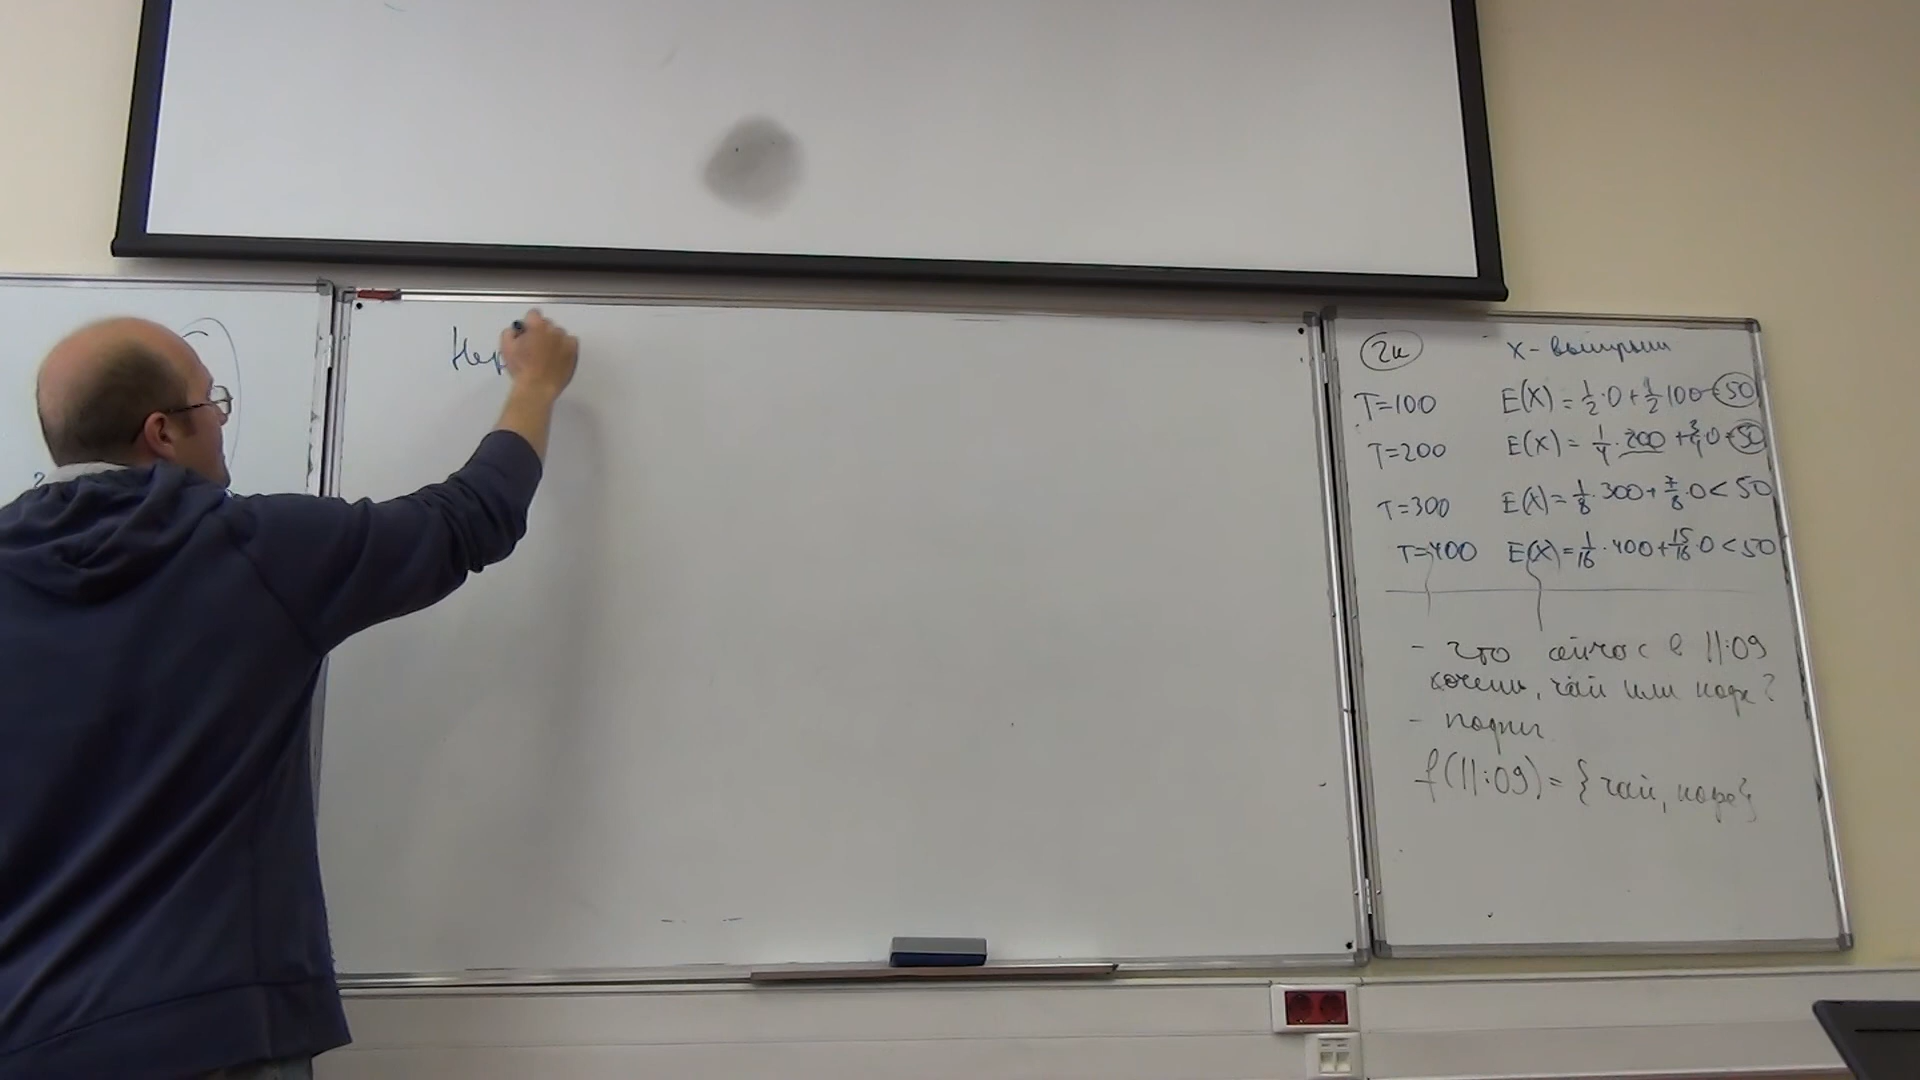 Нер
2к X - выигрыш
T=100 E(X) = 1/2·0 + 1/2 100 = 50
T=200 E(X) = 1/4·200 + 3/4 0 = 50
T=300 E(X) = 1/8·300 + 7/8·0 < 50
T=400 E(X) = 1/16·400 + 15/16·0 < 50
- что сейчас в 11:09
хочешь, чай или кофе?
-
f(11:09) = {чай, кофе}
?